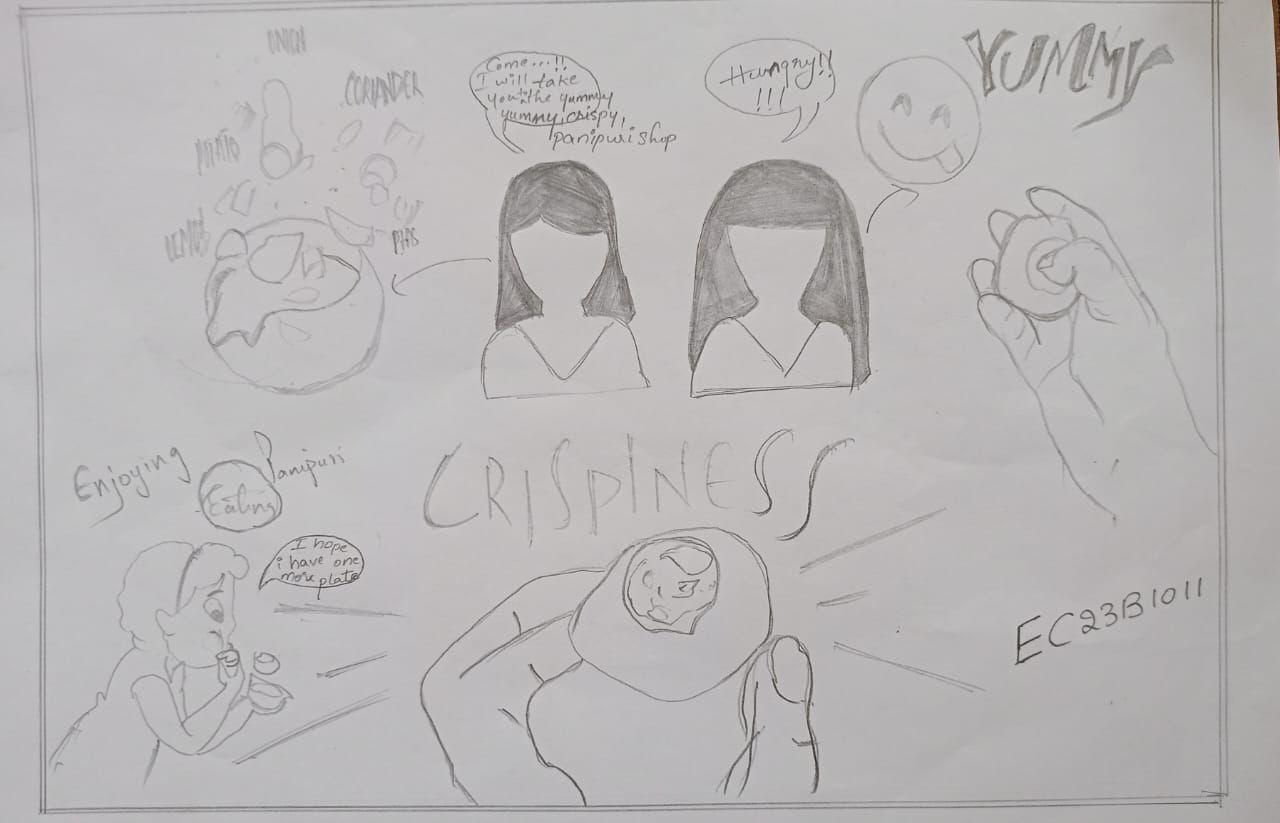 ONION
CORIANDER
POTATO
LEMON
PEAS
Come...!!
I will take
you to the yummy
yummy, crispy,
panipuri shop
Hungry!!
!!!
YUMMY
Enjoying
Eating
Panipuri
CRISPINESS
I hope
i have one
more plate
EC23B1011